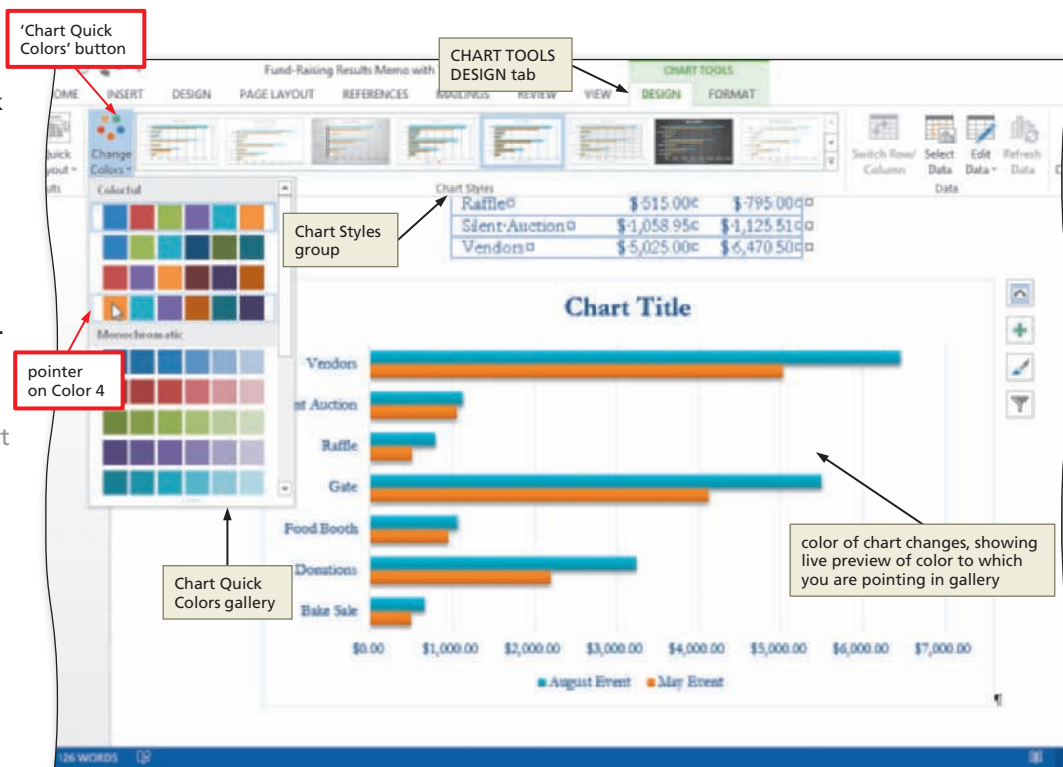 'Chart Quick
Colors' button
CHART TOOLS
DESIGN tab
Fund-Raising Results Memo with
CHART TOOLS
INSERT DESIGN PAGE LAYOUT REFERENCES MAILINGS REVIEW VIEW DESIGN FORMAT
Change
Colors
Switch Row/
Column
Select
Data
Edit
Data
Refresh
Data
Chart Styles
Data
Colorful
Monochromatic
Chart Styles
group
Raffle $·515.00 $·795.00
Silent·Auction $·1,058.95 $·1,125.51
Vendors $·5,025.00 $·6,470.50
pointer
on Color 4
Chart Quick
Colors gallery
Chart Title
Vendors
nt Auction
Raffle
Gate
Food Booth
Donations
Bake Sale
$0.00 $1,000.00 $2,000.00 $3,000.00 $4,000.00 $5,000.00 $6,000.00 $7,000.00
August Event May Event
color of chart changes, showing
live preview of color to which
you are pointing in gallery
¶
126 WORDS